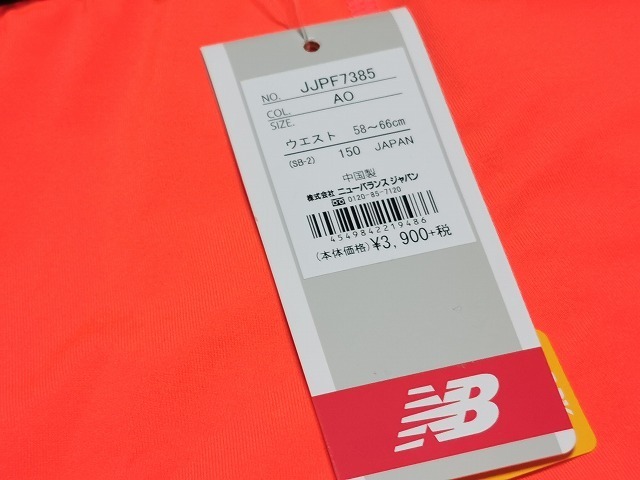 NO. JJPF7385
COL. AO
SIZE.
ウエスト 58～66cm
(SB-2) 150 JAPAN
中国製
株式会社 ニューバランス ジャパン
0120-85-7120
4549842219486
(本体価格) ¥3,900+税
NB